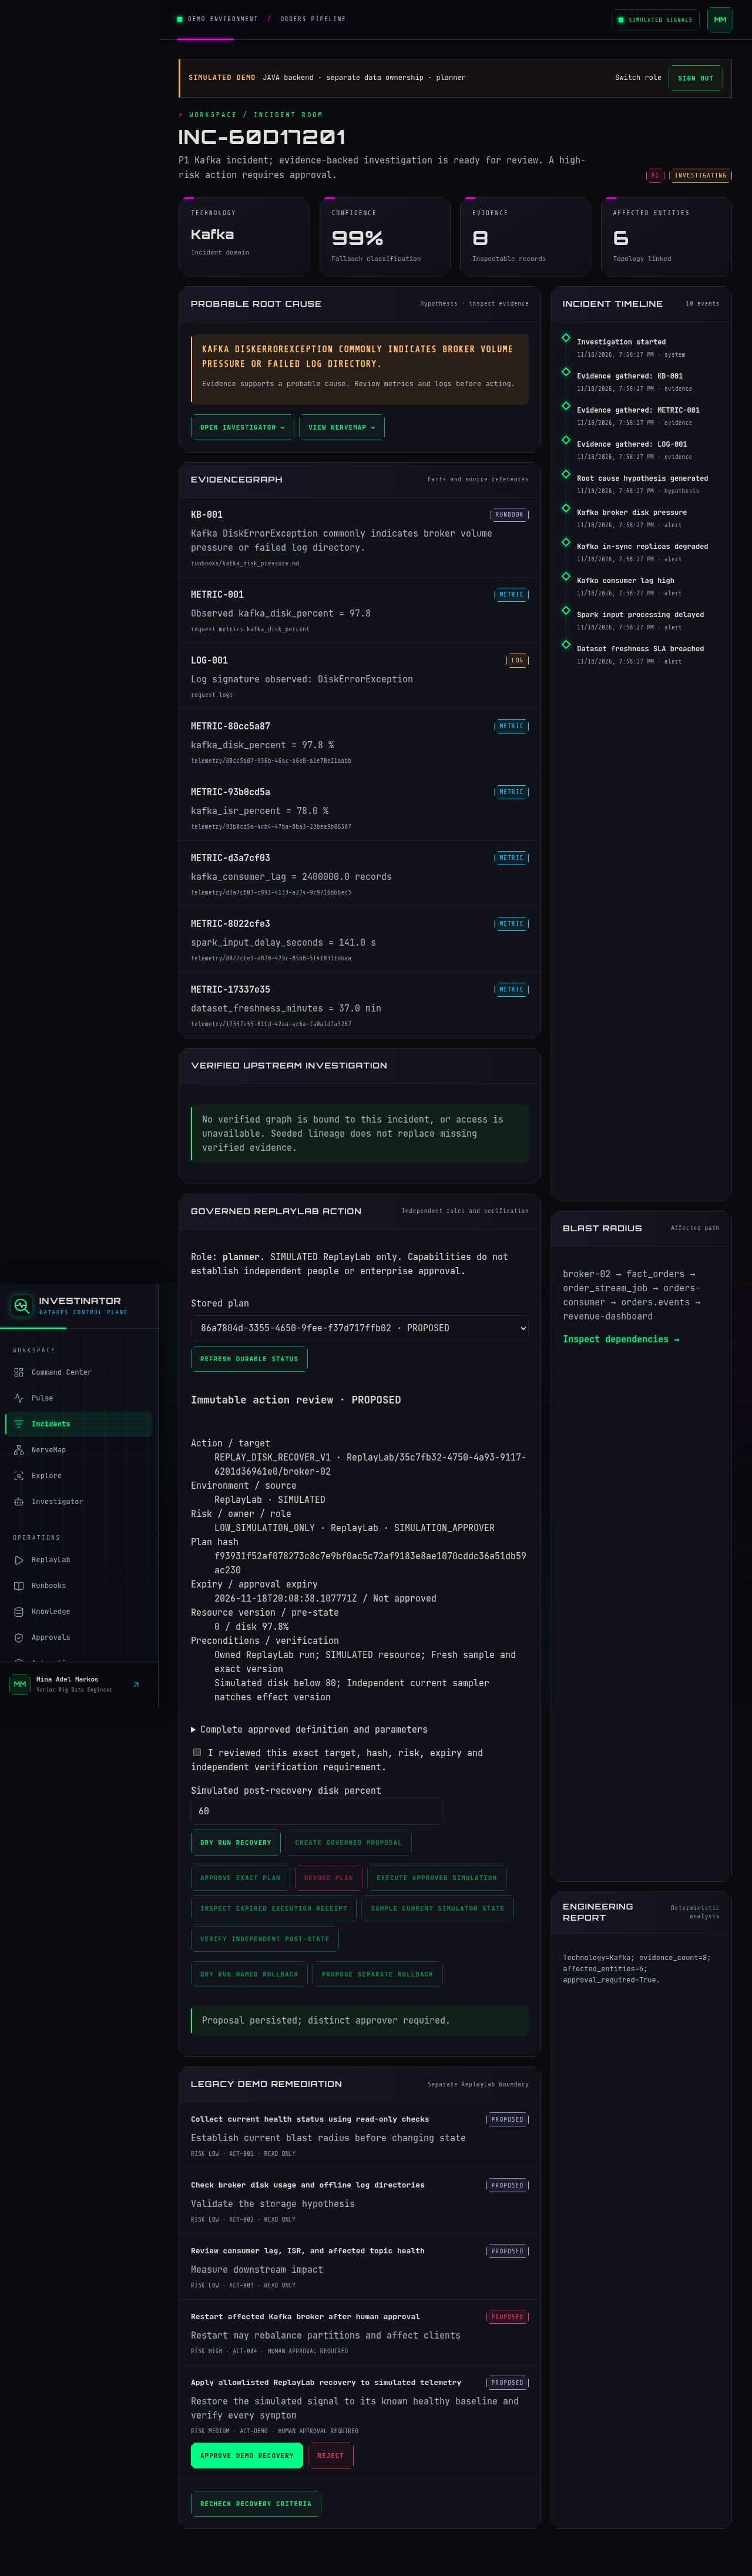 DEMO ENVIRONMENT / ORDERS PIPELINE
SIMULATED SIGNALS
MM
SIMULATED DEMO JAVA backend · separate data ownership · planner
Switch role
SIGN OUT
> WORKSPACE / INCIDENT ROOM
INC-60D17201
P1 Kafka incident; evidence-backed investigation is ready for review. A high-
risk action requires approval.
P1
INVESTIGATING
TECHNOLOGY
Kafka
Incident domain
CONFIDENCE
99%
Fallback classification
EVIDENCE
8
Inspectable records
AFFECTED ENTITIES
6
Topology linked
PROBABLE ROOT CAUSE
Hypothesis · inspect evidence
KAFKA DISKERROREXCEPTION COMMONLY INDICATES BROKER VOLUME
PRESSURE OR FAILED LOG DIRECTORY.
Evidence supports a probable cause. Review metrics and logs before acting.
OPEN INVESTIGATOR →
VIEW NERVEMAP →
EVIDENCEGRAPH
Facts and source references
KB-001
RUNBOOK
Kafka DiskErrorException commonly indicates broker volume
pressure or failed log directory.
runbooks/kafka_disk_pressure.md
METRIC-001
METRIC
Observed kafka_disk_percent = 97.8
request.metrics.kafka_disk_percent
LOG-001
LOG
Log signature observed: DiskErrorException
request.logs
METRIC-80cc5a87
METRIC
kafka_disk_percent = 97.8 %
telemetry/80cc5a87-936b-46ac-a6e8-a1e70e21aabb
METRIC-93b0cd5a
METRIC
kafka_isr_percent = 78.0 %
telemetry/93b0cd5a-4cb4-47ba-8ba3-23bea9b06587
METRIC-d3a7cf03
METRIC
kafka_consumer_lag = 2400000.0 records
telemetry/d3a7cf03-c891-4133-a274-9c9716bb6ec5
METRIC-8022cfe3
METRIC
spark_input_delay_seconds = 141.0 s
telemetry/8022cfe3-d878-429c-85b0-5f4f831fbbaa
METRIC-17337e35
METRIC
dataset_freshness_minutes = 37.0 min
telemetry/17337e35-81fd-42aa-ac6a-fa0a1d7a3267
VERIFIED UPSTREAM INVESTIGATION
No verified graph is bound to this incident, or access is
unavailable. Seeded lineage does not replace missing
verified evidence.
GOVERNED REPLAYLAB ACTION
Independent roles and verification
Role: planner. SIMULATED ReplayLab only. Capabilities do not
establish independent people or enterprise approval.
Stored plan
86a7804d-3355-4650-9fee-f37d717ffb02 · PROPOSED
REFRESH DURABLE STATUS
Immutable action review · PROPOSED
Action / target
REPLAY_DISK_RECOVER_V1 · ReplayLab/35c7fb32-4750-4a93-9117-
6201d36961e0/broker-02
Environment / source
ReplayLab · SIMULATED
Risk / owner / role
LOW_SIMULATION_ONLY · ReplayLab · SIMULATION_APPROVER
Plan hash
f93931f52af078273c8c7e9bf0ac5c72af9183e8ae1070cddc36a51db59
ac230
Expiry / approval expiry
2026-11-18T20:08:38.107771Z / Not approved
Resource version / pre-state
0 / disk 97.8%
Preconditions / verification
Owned ReplayLab run; SIMULATED resource; Fresh sample and
exact version
Simulated disk below 80; Independent current sampler
matches effect version
▶ Complete approved definition and parameters
I reviewed this exact target, hash, risk, expiry and
independent verification requirement.
Simulated post-recovery disk percent
60
DRY RUN RECOVERY
CREATE GOVERNED PROPOSAL
APPROVE EXACT PLAN
REVOKE PLAN
EXECUTE APPROVED SIMULATION
INSPECT EXPIRED EXECUTION RECEIPT
SAMPLE CURRENT SIMULATOR STATE
VERIFY INDEPENDENT POST-STATE
DRY RUN NAMED ROLLBACK
PROPOSE SEPARATE ROLLBACK
Proposal persisted; distinct approver required.
LEGACY DEMO REMEDIATION
Separate ReplayLab boundary
Collect current health status using read-only checks
PROPOSED
Establish current blast radius before changing state
RISK LOW · ACT-001 · READ ONLY
Check broker disk usage and offline log directories
PROPOSED
Validate the storage hypothesis
RISK LOW · ACT-002 · READ ONLY
Review consumer lag, ISR, and affected topic health
PROPOSED
Measure downstream impact
RISK LOW · ACT-003 · READ ONLY
Restart affected Kafka broker after human approval
PROPOSED
Restart may rebalance partitions and affect clients
RISK HIGH · ACT-004 · HUMAN APPROVAL REQUIRED
Apply allowlisted ReplayLab recovery to simulated telemetry
PROPOSED
Restore the simulated signal to its known healthy baseline and
verify every symptom
RISK MEDIUM · ACT-DEMO · HUMAN APPROVAL REQUIRED
APPROVE DEMO RECOVERY
REJECT
RECHECK RECOVERY CRITERIA
INCIDENT TIMELINE
10 events
Investigation started
11/18/2026, 7:58:27 PM · system
Evidence gathered: KB-001
11/18/2026, 7:58:27 PM · evidence
Evidence gathered: METRIC-001
11/18/2026, 7:58:27 PM · evidence
Evidence gathered: LOG-001
11/18/2026, 7:58:27 PM · evidence
Root cause hypothesis generated
11/18/2026, 7:58:27 PM · hypothesis
Kafka broker disk pressure
11/18/2026, 7:58:27 PM · alert
Kafka in-sync replicas degraded
11/18/2026, 7:58:27 PM · alert
Kafka consumer lag high
11/18/2026, 7:58:27 PM · alert
Spark input processing delayed
11/18/2026, 7:58:27 PM · alert
Dataset freshness SLA breached
11/18/2026, 7:58:27 PM · alert
BLAST RADIUS
Affected path
broker-02 → fact_orders →
order_stream_job → orders-
consumer → orders.events →
revenue-dashboard
Inspect dependencies →
ENGINEERING
REPORT
Deterministic
analysis
Technology=Kafka; evidence_count=8;
affected_entities=6;
approval_required=True.
INVESTINATOR
DATAOPS CONTROL PLANE
WORKSPACE
Command Center
Pulse
Incidents
NerveMap
Explore
Investigator
OPERATIONS
ReplayLab
Runbooks
Knowledge
Approvals
MM
Mina Adel Markos
Senior Big Data Engineer